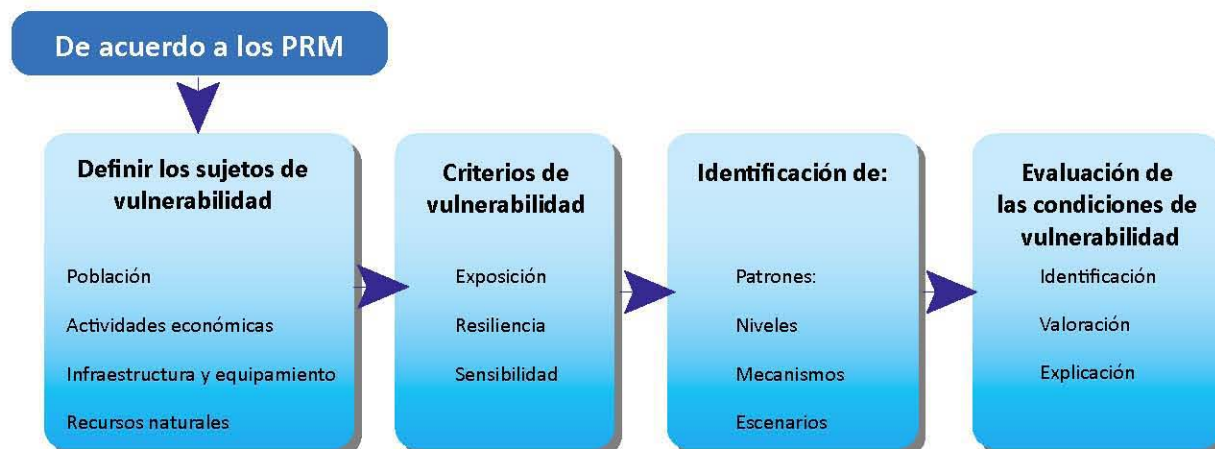 De acuerdo a los PRM
Definir los sujetos de
vulnerabilidad
Población
Actividades económicas
Infraestructura y equipamiento
Recursos naturales
Criterios de
vulnerabilidad
Exposición
Resiliencia
Sensibilidad
Identificación de:
Patrones:
Niveles
Mecanismos
Escenarios
Evaluación de
las condiciones de
vulnerabilidad
Identificación
Valoración
Explicación